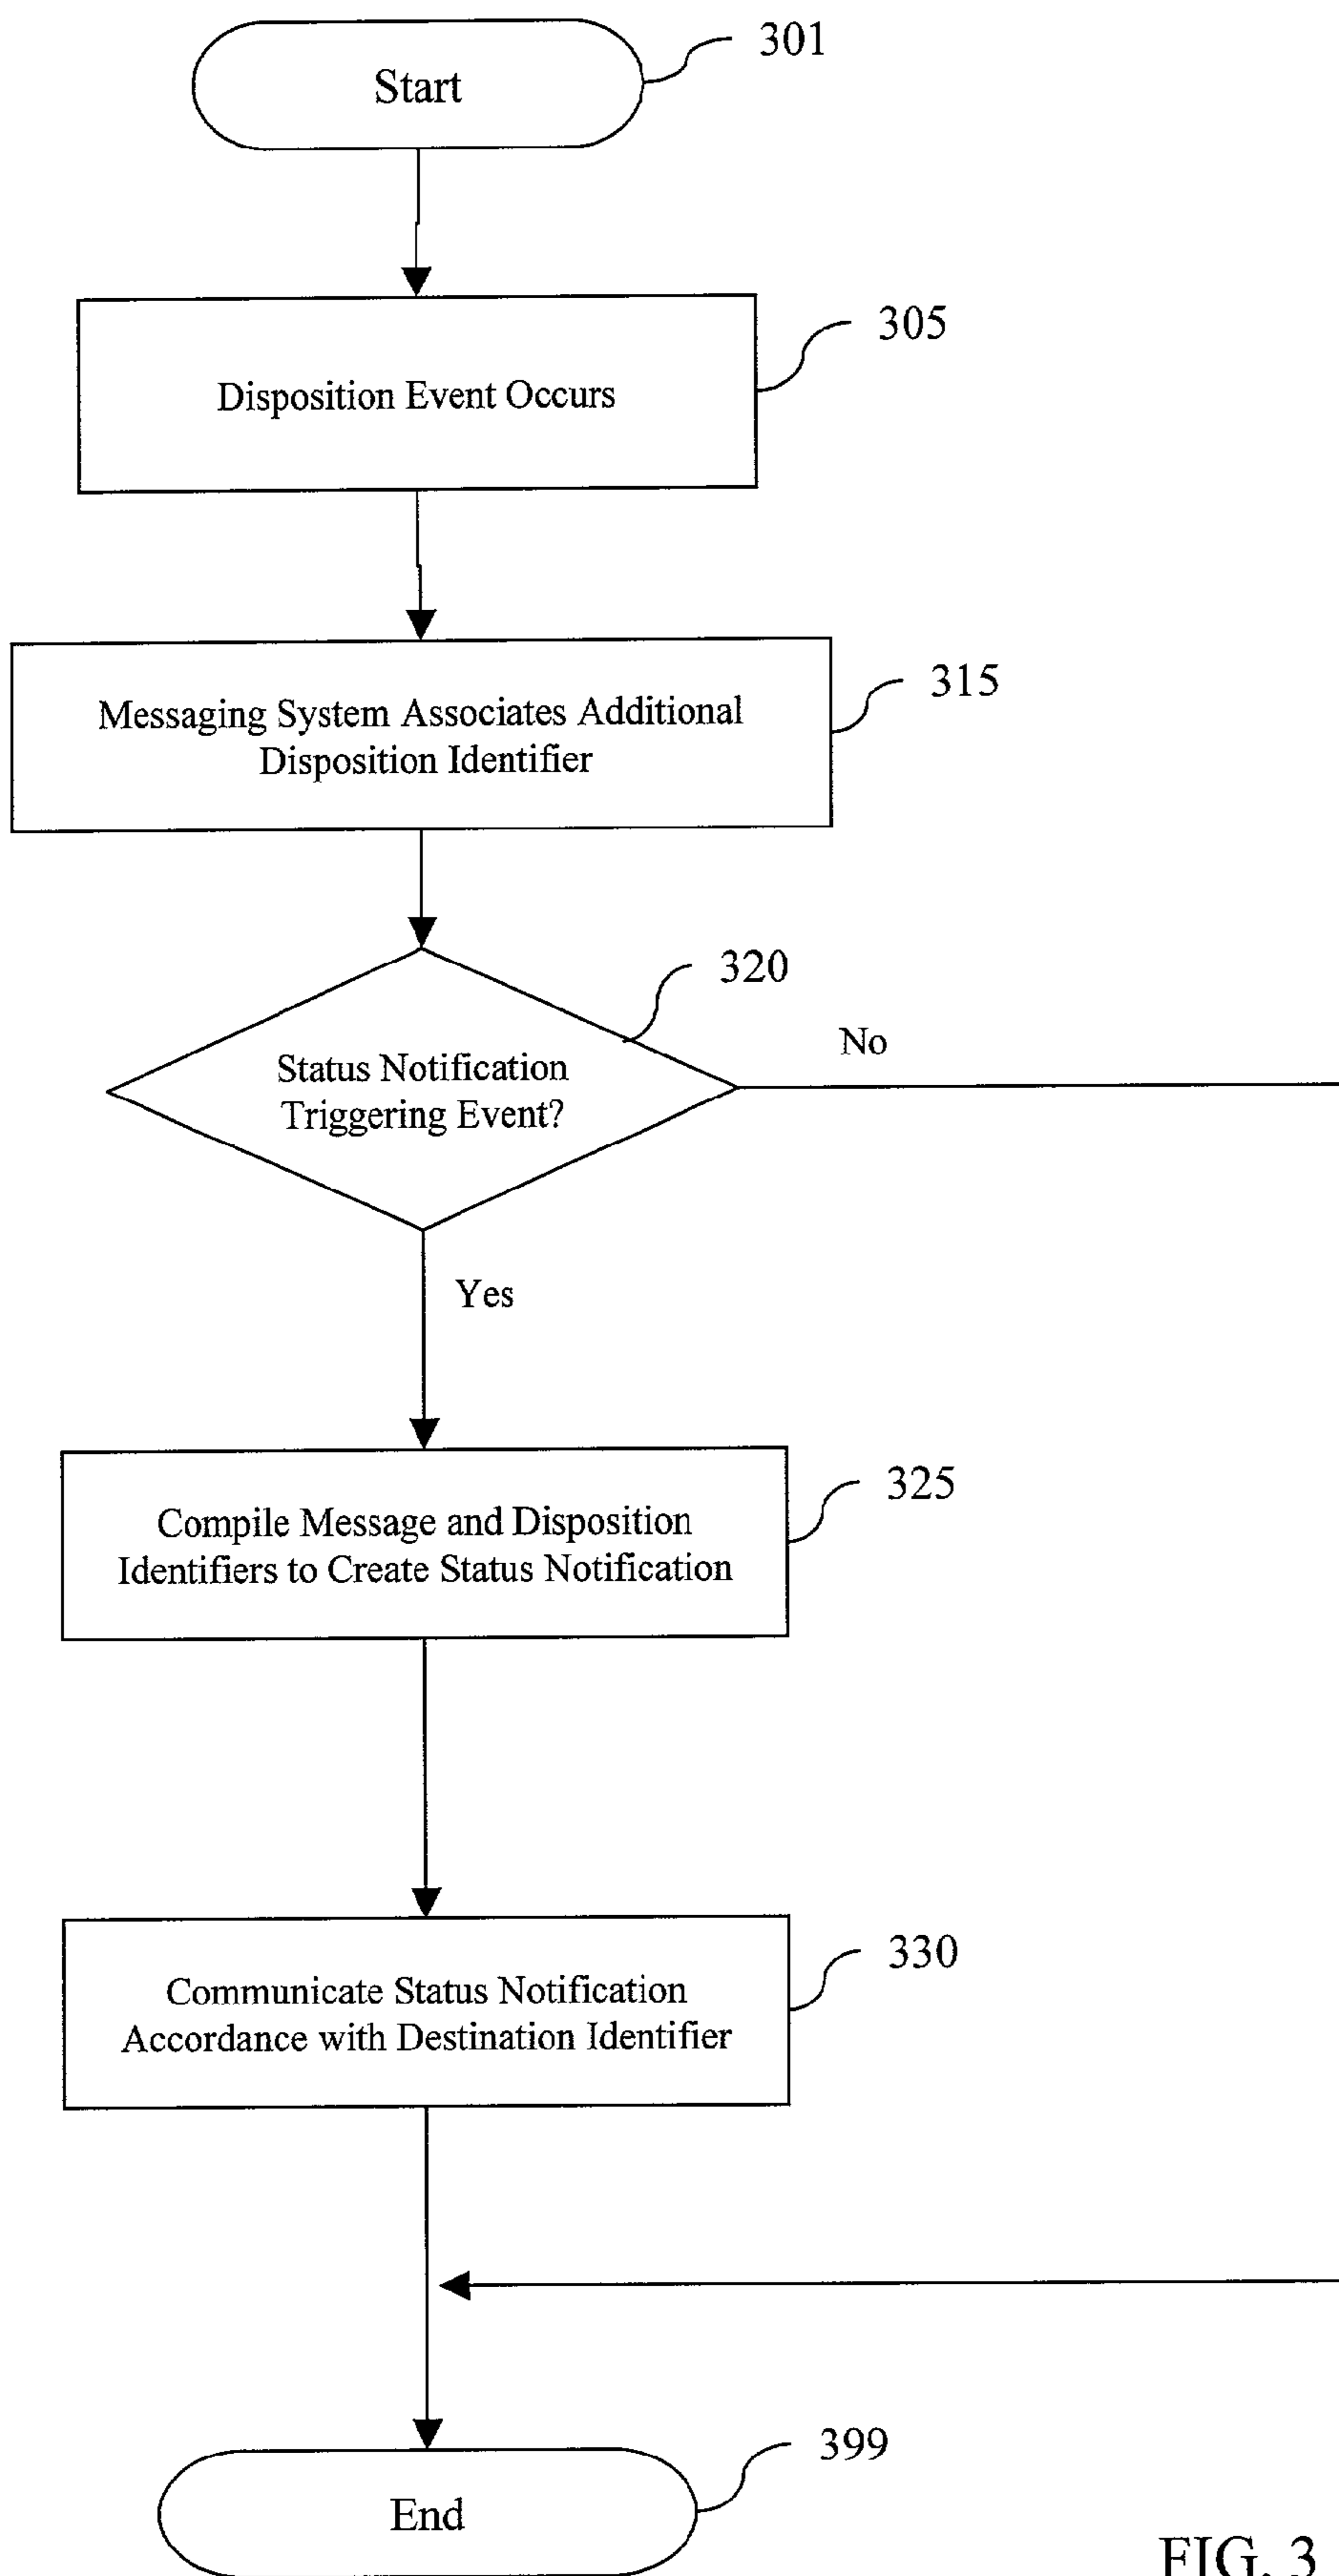 301
Start
305
Disposition Event Occurs
315
Messaging System Associates Additional
Disposition Identifier
320
No
Status Notification
Triggering Event?
Yes
325
Compile Message and Disposition
Identifiers to Create Status Notification
330
Communicate Status Notification
Accordance with Destination Identifier
399
End
FIG. 3